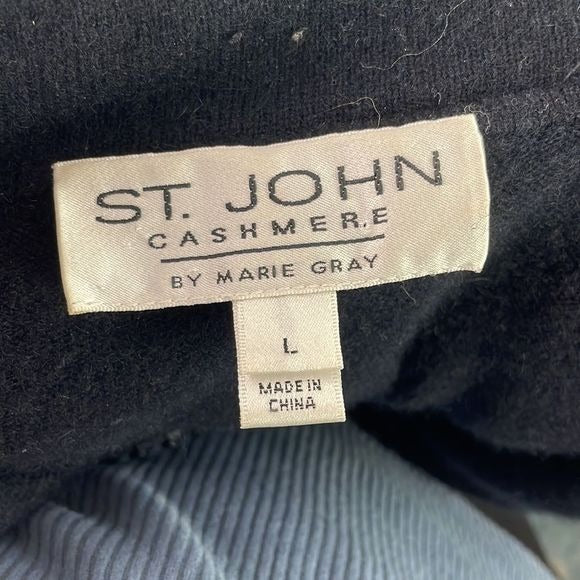 ST. JOHN
CASHMERE
BY MARIE GRAY
L
MADE IN
CHINA